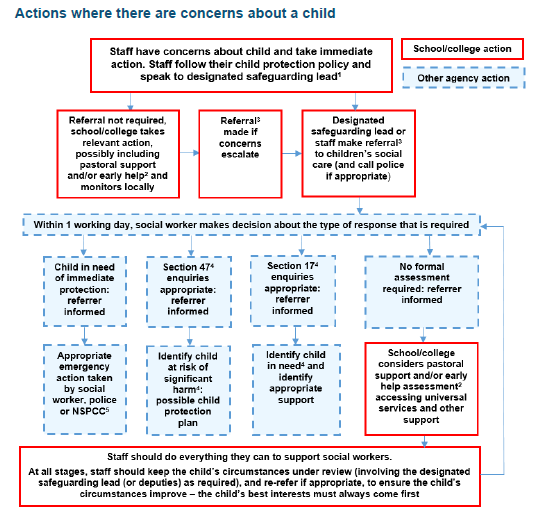 Actions where there are concerns about a child
Staff have concerns about child and take immediate
action. Staff follow their child protection policy and
speak to designated safeguarding lead¹
School/college action
Other agency action
Referral not required,
school/college takes
relevant action,
possibly including
pastoral support
and/or early help² and
monitors locally
Referral³
made if
concerns
escalate
Designated
safeguarding lead or
staff make referral³
to children's social
care (and call police
if appropriate)
Within 1 working day, social worker makes decision about the type of response that is required
Child in need
of immediate
protection:
referrer
informed
Section 47⁴
enquiries
appropriate:
referrer
informed
Section 17⁴
enquiries
appropriate:
referrer
informed
No formal
assessment
required: referrer
informed
Appropriate
emergency
action taken
by social
worker, police
or NSPCC⁵
Identify child
at risk of
significant
harm⁴:
possible child
protection
plan
Identify child
in need⁴ and
identify
appropriate
support
School/college
considers pastoral
support and/or early
help assessment²
accessing universal
services and other
support
Staff should do everything they can to support social workers.
At all stages, staff should keep the child's circumstances under review (involving the designated
safeguarding lead (or deputies) as required), and re-refer if appropriate, to ensure the child's
circumstances improve – the child's best interests must always come first